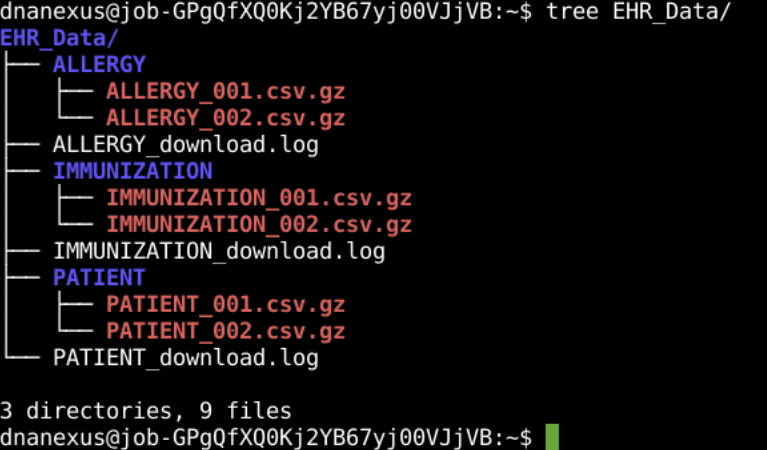 dnanexus@job-GPgQfXQ0Kj2YB67yj00VJjVB:~$ tree EHR_Data/
EHR_Data/
├── ALLERGY
│   ├── ALLERGY_001.csv.gz
│   └── ALLERGY_002.csv.gz
├── ALLERGY_download.log
├── IMMUNIZATION
│   ├── IMMUNIZATION_001.csv.gz
│   └── IMMUNIZATION_002.csv.gz
├── IMMUNIZATION_download.log
├── PATIENT
│   ├── PATIENT_001.csv.gz
│   └── PATIENT_002.csv.gz
└── PATIENT_download.log
3 directories, 9 files
dnanexus@job-GPgQfXQ0Kj2YB67yj00VJjVB:~$